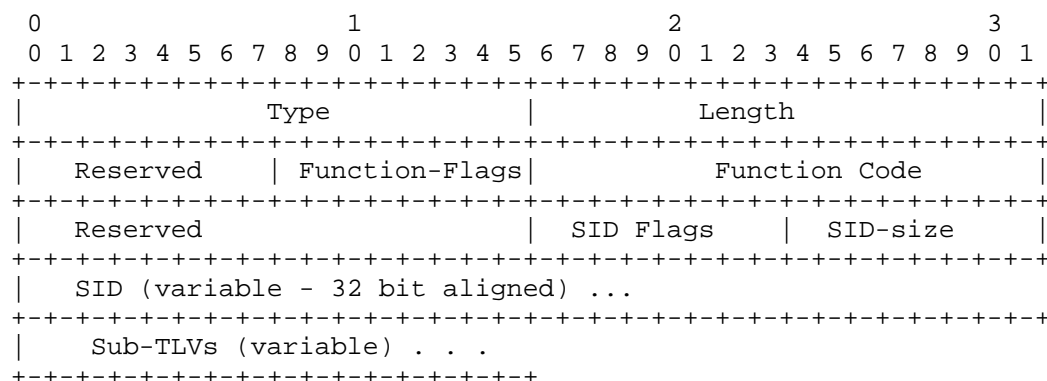 0                   1                   2                   3
 0 1 2 3 4 5 6 7 8 9 0 1 2 3 4 5 6 7 8 9 0 1 2 3 4 5 6 7 8 9 0 1
+-+-+-+-+-+-+-+-+-+-+-+-+-+-+-+-+-+-+-+-+-+-+-+-+-+-+-+-+-+-+-+-+
|               Type            |          Length               |
+-+-+-+-+-+-+-+-+-+-+-+-+-+-+-+-+-+-+-+-+-+-+-+-+-+-+-+-+-+-+-+-+
|   Reserved    | Function-Flags|           Function Code       |
+-+-+-+-+-+-+-+-+-+-+-+-+-+-+-+-+-+-+-+-+-+-+-+-+-+-+-+-+-+-+-+-+
|   Reserved                    |  SID Flags    |  SID-size     |
+-+-+-+-+-+-+-+-+-+-+-+-+-+-+-+-+-+-+-+-+-+-+-+-+-+-+-+-+-+-+-+-+
|   SID (variable - 32 bit aligned) ...
+-+-+-+-+-+-+-+-+-+-+-+-+-+-+-+-+-+-+-+-+-+-+-+-+-+-+-+-+-+-+-+-+
|    Sub-TLVs (variable) . . .
+-+-+-+-+-+-+-+-+-+-+-+-+-+-+-+-+